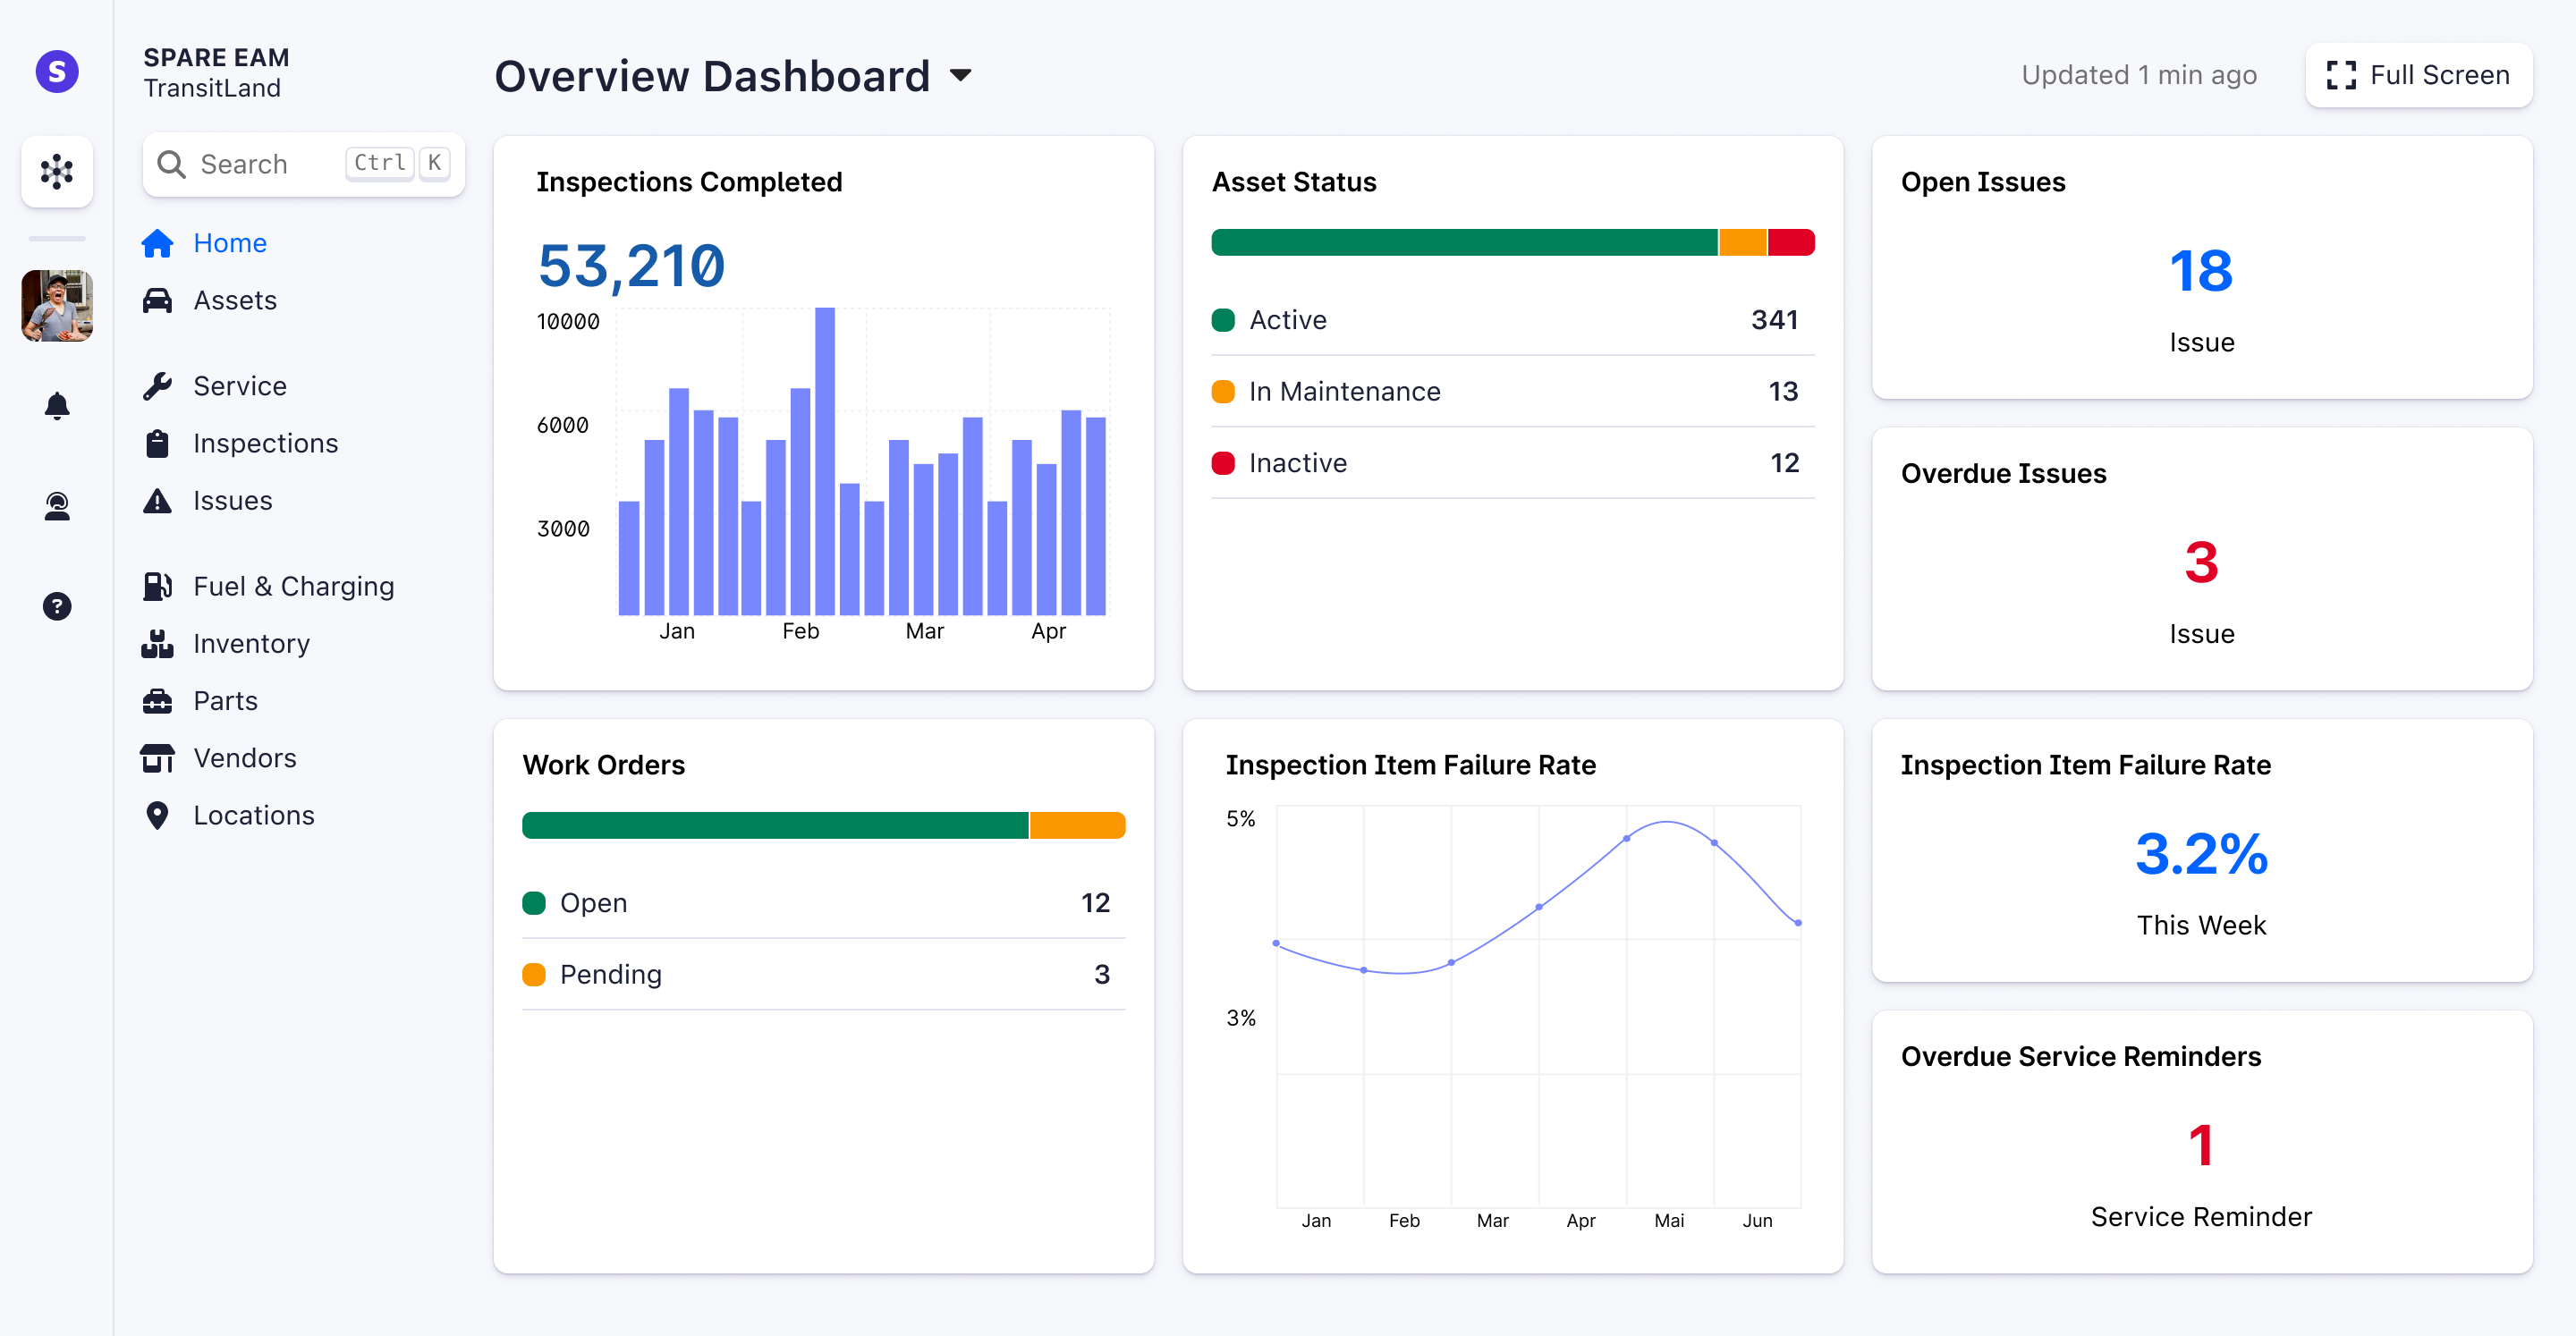 S
SPARE EAM
TransitLand
Search Ctrl K
Home
Assets
Service
Inspections
Issues
Fuel & Charging
Inventory
Parts
Vendors
Locations
?
Overview Dashboard
Updated 1 min ago
Full Screen
Inspections Completed
53,210
10000
6000
3000
Jan Feb Mar Apr
Asset Status
Active 341
In Maintenance 13
Inactive 12
Open Issues
18
Issue
Overdue Issues
3
Issue
Work Orders
Open 12
Pending 3
Inspection Item Failure Rate
5%
3%
Jan Feb Mar Apr Mai Jun
Inspection Item Failure Rate
3.2%
This Week
Overdue Service Reminders
1
Service Reminder